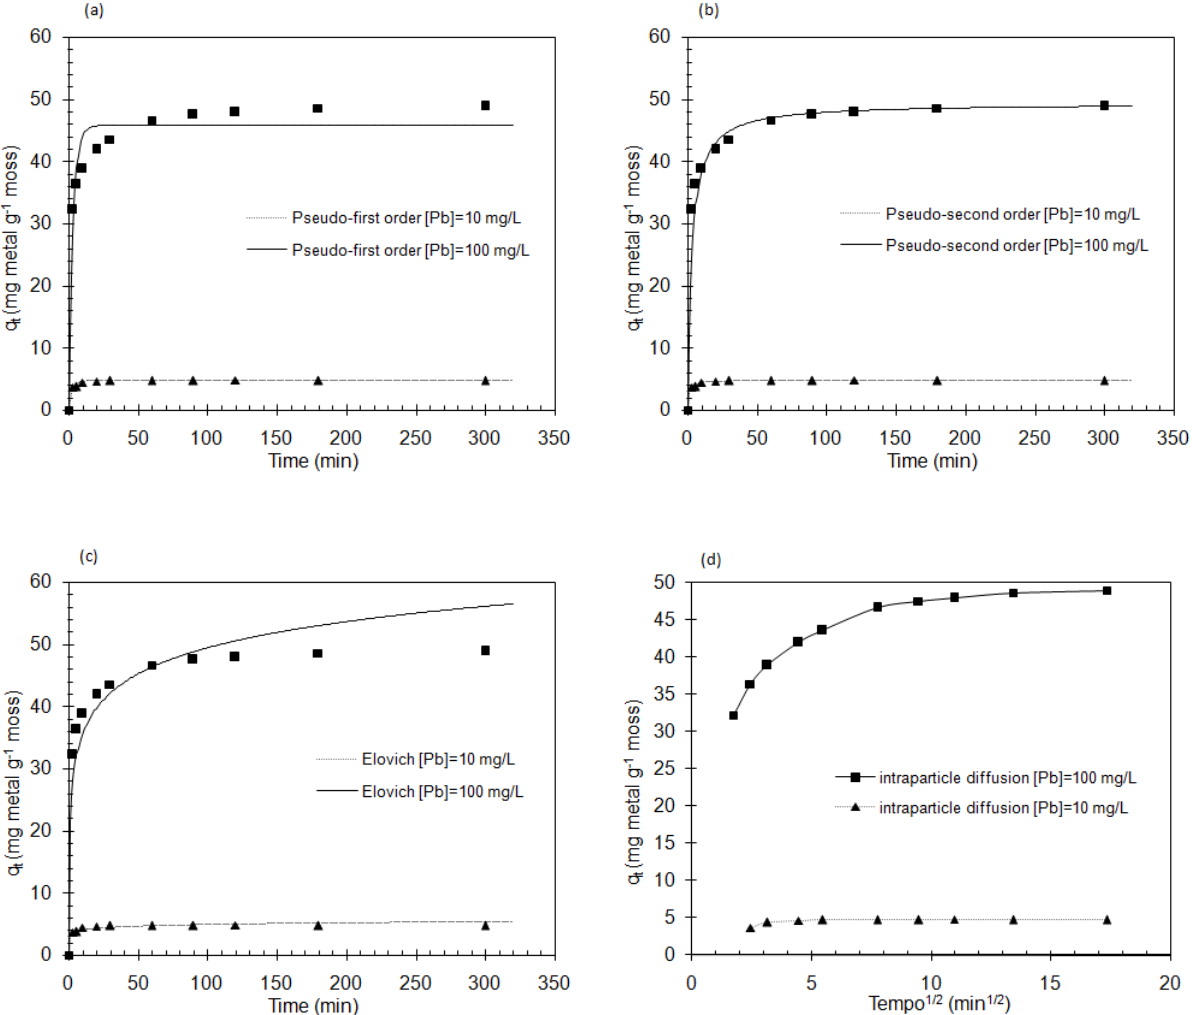 (a)
60
50
40
30
20
10
0
qt (mg metal g-1 moss)
Pseudo-first order [Pb]=10 mg/L
Pseudo-first order [Pb]=100 mg/L
0 50 100 150 200 250 300 350
Time (min)
(b)
60
50
40
30
20
10
0
qt (mg metal g-1 moss)
Pseudo-second order [Pb]=10 mg/L
Pseudo-second order [Pb]=100 mg/L
0 50 100 150 200 250 300 350
Time (min)
(c)
60
50
40
30
20
10
0
qt (mg metal g-1 moss)
Elovich [Pb]=10 mg/L
Elovich [Pb]=100 mg/L
0 50 100 150 200 250 300 350
Time (min)
(d)
50
45
40
35
30
25
20
15
10
5
0
qt (mg metal g-1 moss)
intraparticle diffusion [Pb]=100 mg/L
intraparticle diffusion [Pb]=10 mg/L
0 5 10 15 20
Tempo1/2 (min1/2)